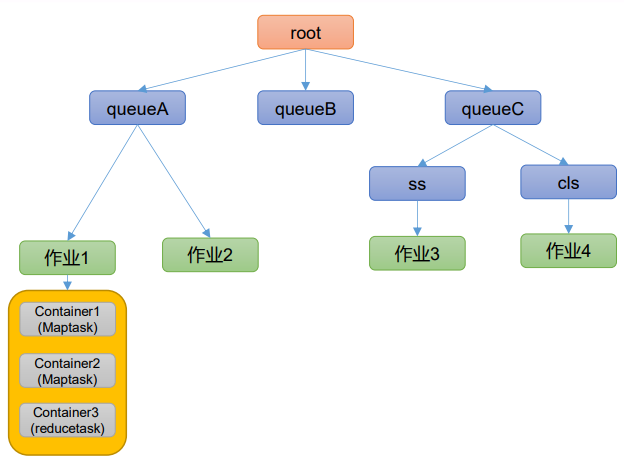 root
queueA
queueB
queueC
ss
cls
作业1
作业2
作业3
作业4
Container1
(Maptask)
Container2
(Maptask)
Container3
(reducetask)